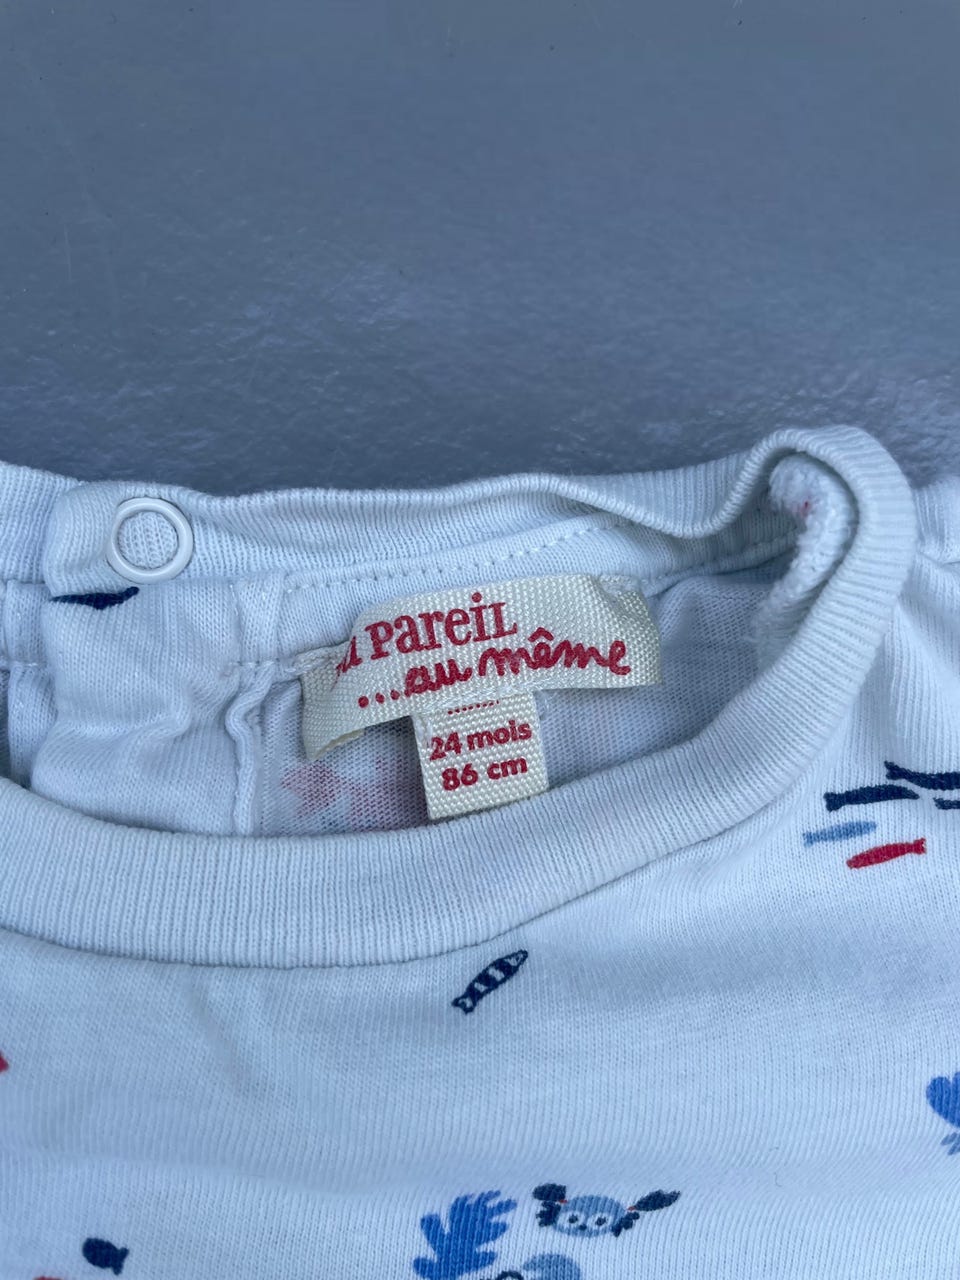 Pareil
...au même
24 mois
86 cm